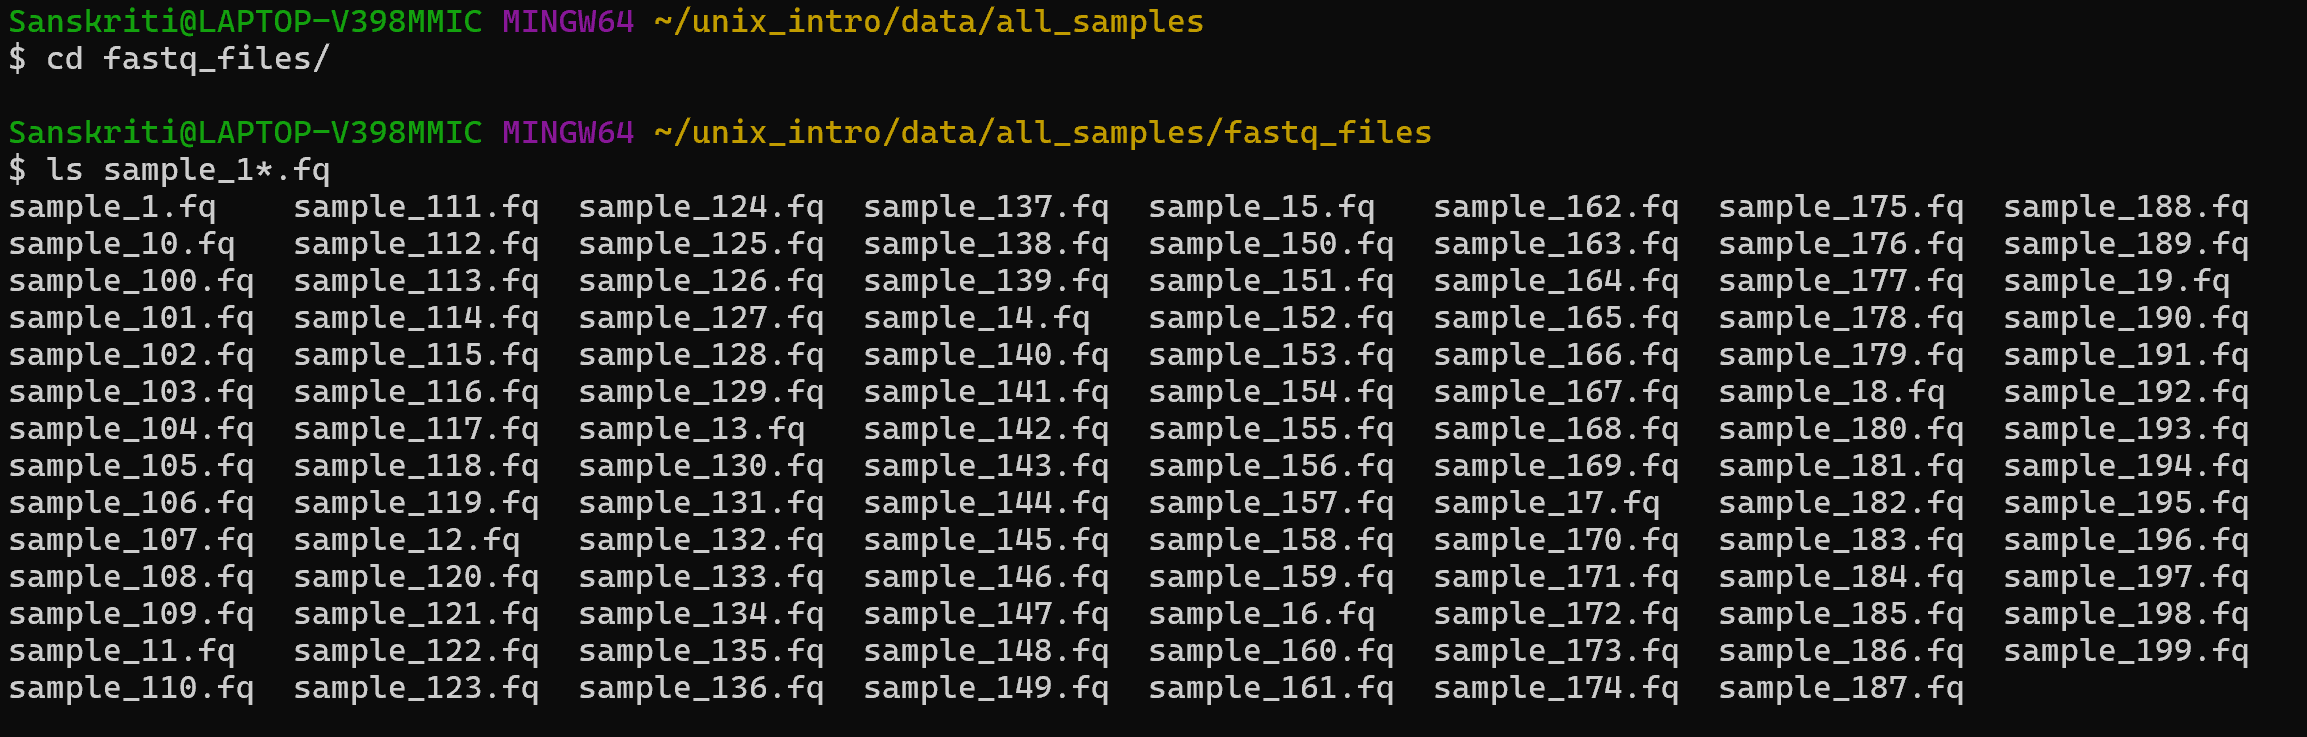 Sanskriti@LAPTOP-V398MMIC MINGW64 ~/unix_intro/data/all_samples
$ cd fastq_files/
Sanskriti@LAPTOP-V398MMIC MINGW64 ~/unix_intro/data/all_samples/fastq_files
$ ls sample_1*.fq
sample_1.fq    sample_111.fq  sample_124.fq  sample_137.fq  sample_15.fq   sample_162.fq  sample_175.fq  sample_188.fq
sample_10.fq   sample_112.fq  sample_125.fq  sample_138.fq  sample_150.fq  sample_163.fq  sample_176.fq  sample_189.fq
sample_100.fq  sample_113.fq  sample_126.fq  sample_139.fq  sample_151.fq  sample_164.fq  sample_177.fq  sample_19.fq
sample_101.fq  sample_114.fq  sample_127.fq  sample_14.fq   sample_152.fq  sample_165.fq  sample_178.fq  sample_190.fq
sample_102.fq  sample_115.fq  sample_128.fq  sample_140.fq  sample_153.fq  sample_166.fq  sample_179.fq  sample_191.fq
sample_103.fq  sample_116.fq  sample_129.fq  sample_141.fq  sample_154.fq  sample_167.fq  sample_18.fq   sample_192.fq
sample_104.fq  sample_117.fq  sample_13.fq   sample_142.fq  sample_155.fq  sample_168.fq  sample_180.fq  sample_193.fq
sample_105.fq  sample_118.fq  sample_130.fq  sample_143.fq  sample_156.fq  sample_169.fq  sample_181.fq  sample_194.fq
sample_106.fq  sample_119.fq  sample_131.fq  sample_144.fq  sample_157.fq  sample_17.fq   sample_182.fq  sample_195.fq
sample_107.fq  sample_12.fq   sample_132.fq  sample_145.fq  sample_158.fq  sample_170.fq  sample_183.fq  sample_196.fq
sample_108.fq  sample_120.fq  sample_133.fq  sample_146.fq  sample_159.fq  sample_171.fq  sample_184.fq  sample_197.fq
sample_109.fq  sample_121.fq  sample_134.fq  sample_147.fq  sample_16.fq   sample_172.fq  sample_185.fq  sample_198.fq
sample_11.fq   sample_122.fq  sample_135.fq  sample_148.fq  sample_160.fq  sample_173.fq  sample_186.fq  sample_199.fq
sample_110.fq  sample_123.fq  sample_136.fq  sample_149.fq  sample_161.fq  sample_174.fq  sample_187.fq